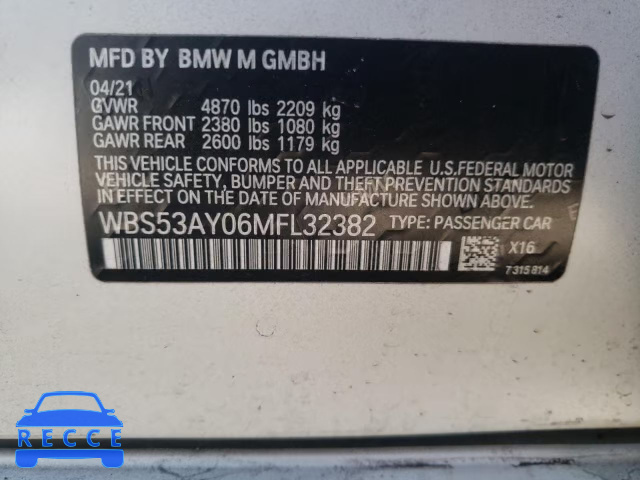 MFD BY BMW M GMBH
04/21
GVWR 4870 lbs 2209 kg
GAWR FRONT 2380 lbs 1080 kg
GAWR REAR 2600 lbs 1179 kg
THIS VEHICLE CONFORMS TO ALL APPLICABLE U.S.FEDERAL MOTOR
VEHICLE SAFETY, BUMPER AND THEFT PREVENTION STANDARDS
IN EFFECT ON THE DATE OF MANUFACTURE SHOWN ABOVE.
WBS53AY06MFL32382 TYPE: PASSENGER CAR
X16
7315814
RECCE